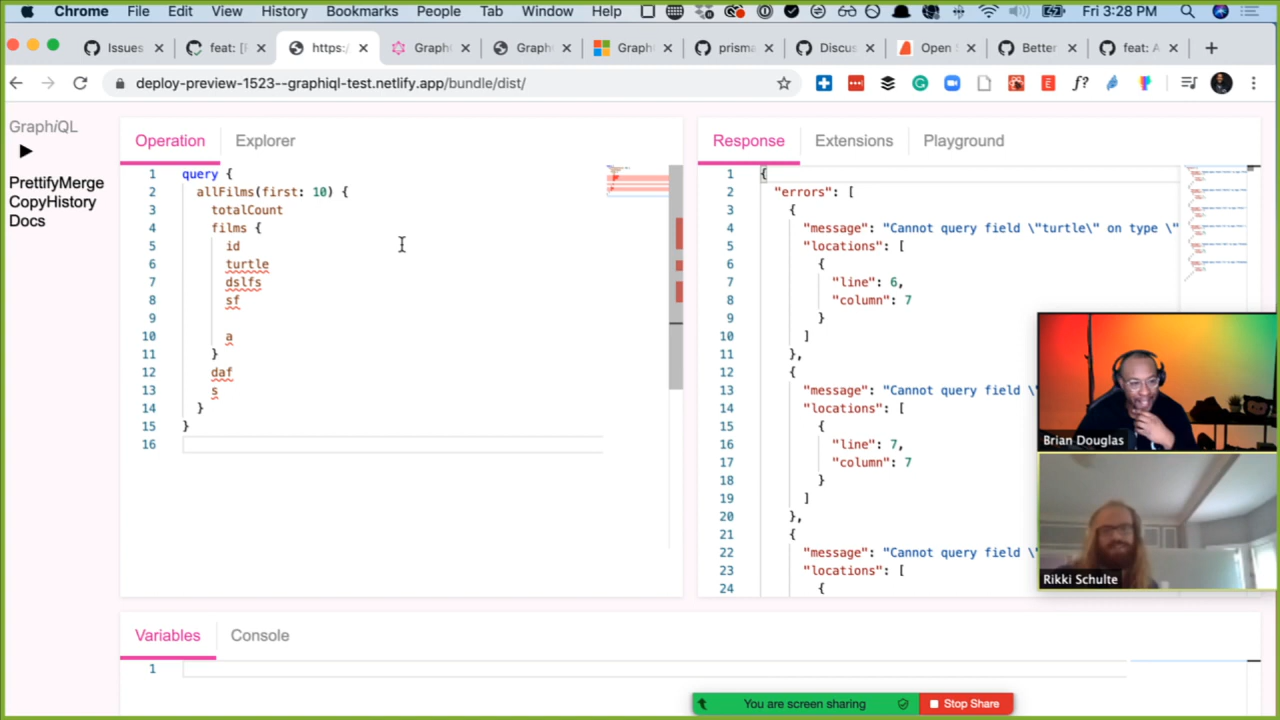 Chrome File Edit View History Bookmarks People Tab Window Help Fri 3:28 PM
Issues feat: [R https:/ Graph Graph Graph prisma Discus Open S Better feat: A
deploy-preview-1523--graphiql-test.netlify.app/bundle/dist/
GraphiQL
PrettifyMerge
CopyHistory
Docs
Operation Explorer
1 query {
2 allFilms(first: 10) {
3 totalCount
4 films {
5 id
6 turtle
7 dslfs
8 sf
9
10 a
11 }
12 daf
13 s
14 }
15 }
16
Response Extensions Playground
1 {
2 "errors": [
3 {
4 "message": "Cannot query field \"turtle\" on type \"
5 "locations": [
6 {
7 "line": 6,
8 "column": 7
9 }
10 ]
11 },
12 {
13 "message": "Cannot query field \"
14 "locations": [
15 {
16 "line": 7,
17 "column": 7
18 }
19 ]
20 },
21 {
22 "message": "Cannot query field \"
23 "locations": [
24 {
Brian Douglas
Rikki Schulte
Variables Console
1
You are screen sharing Stop Share